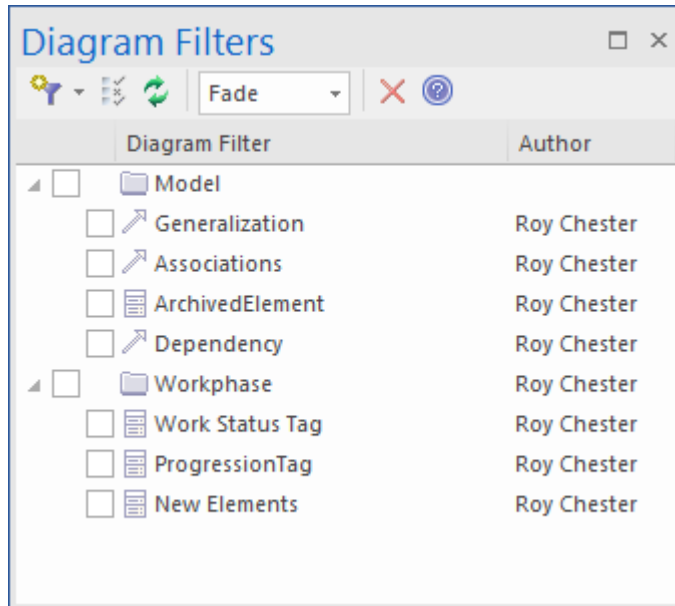 Diagram Filters
Fade
Diagram Filter Author
Model
Generalization Roy Chester
Associations Roy Chester
ArchivedElement Roy Chester
Dependency Roy Chester
Workphase Roy Chester
Work Status Tag Roy Chester
ProgressionTag Roy Chester
New Elements Roy Chester